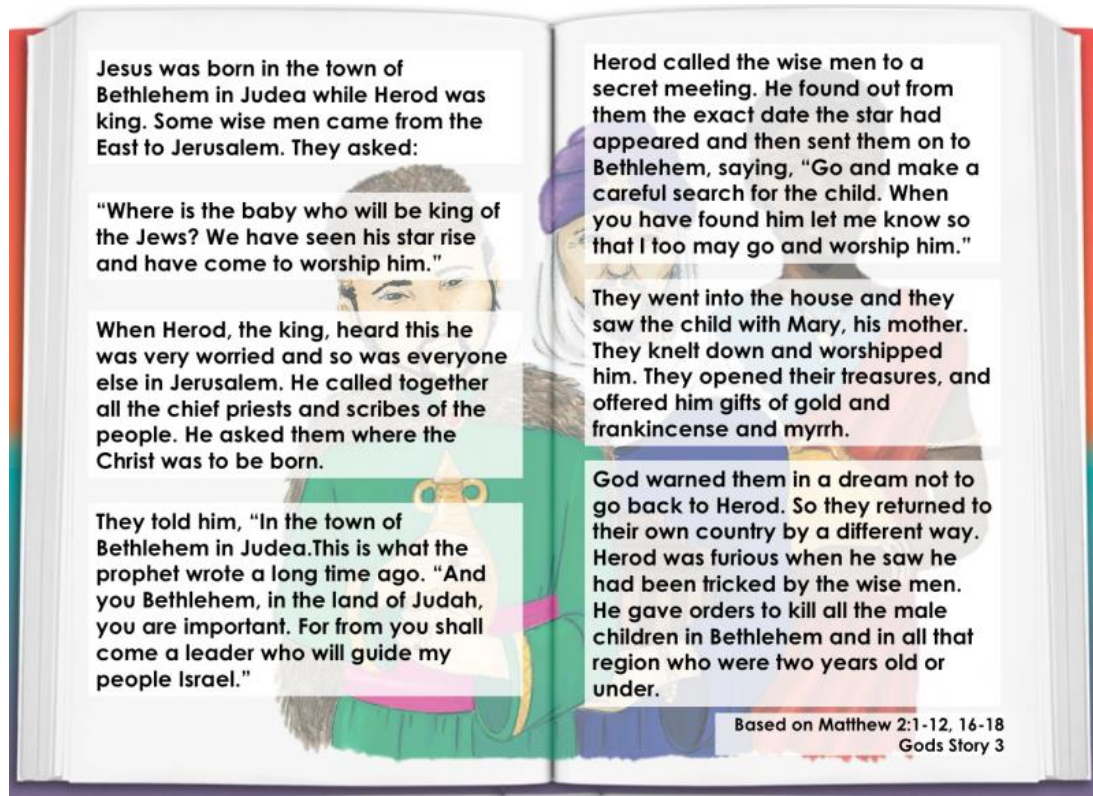 Jesus was born in the town of
Bethlehem in Judea while Herod was
king. Some wise men came from the
East to Jerusalem. They asked:
“Where is the baby who will be king of
the Jews? We have seen his star rise
and have come to worship him.”
When Herod, the king, heard this he
was very worried and so was everyone
else in Jerusalem. He called together
all the chief priests and scribes of the
people. He asked them where the
Christ was to be born.
They told him, “In the town of
Bethlehem in Judea.This is what the
prophet wrote a long time ago. “And
you Bethlehem, in the land of Judah,
you are important. For from you shall
come a leader who will guide my
people Israel.”
Herod called the wise men to a
secret meeting. He found out from
them the exact date the star had
appeared and then sent them on to
Bethlehem, saying, “Go and make a
careful search for the child. When
you have found him let me know so
that I too may go and worship him.”
They went into the house and they
saw the child with Mary, his mother.
They knelt down and worshipped
him. They opened their treasures, and
offered him gifts of gold and
frankincense and myrrh.
God warned them in a dream not to
go back to Herod. So they returned to
their own country by a different way.
Herod was furious when he saw he
had been tricked by the wise men.
He gave orders to kill all the male
children in Bethlehem and in all that
region who were two years old or
under.
Based on Matthew 2:1-12, 16-18
Gods Story 3